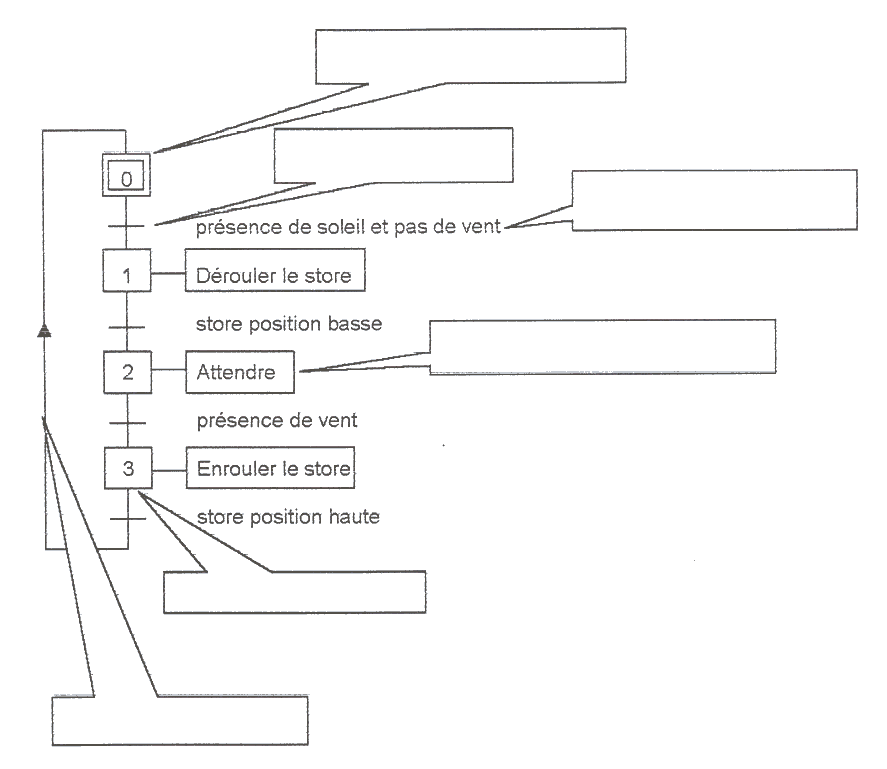 0
présence de soleil et pas de vent
1 Dérouler le store
store position basse
2 Attendre
présence de vent
3 Enrouler le store
store position haute